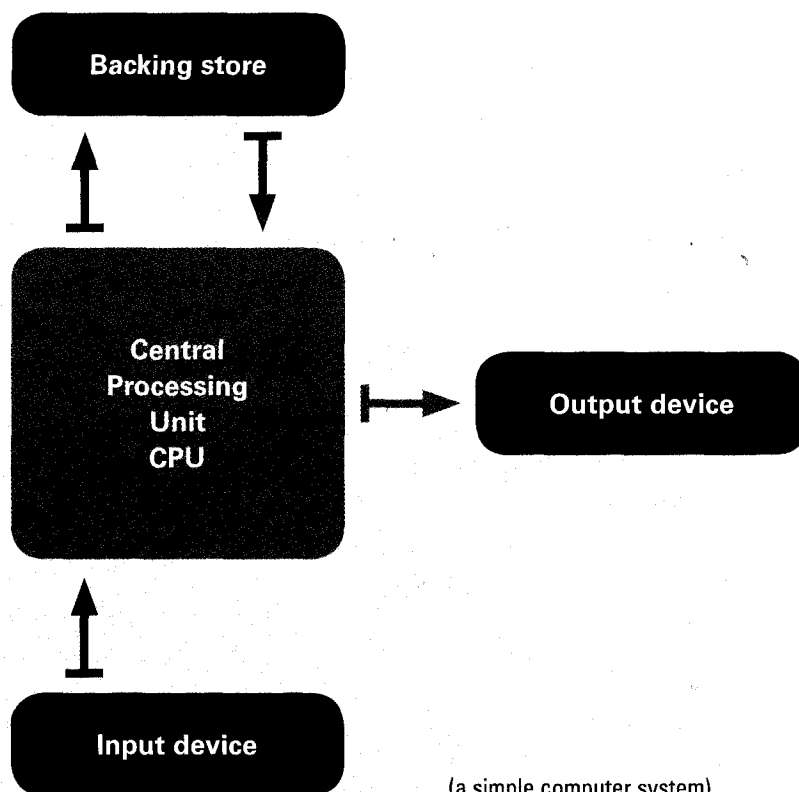 Backing store
Central
Processing
Unit
CPU
Output device
Input device
(a simple computer system)